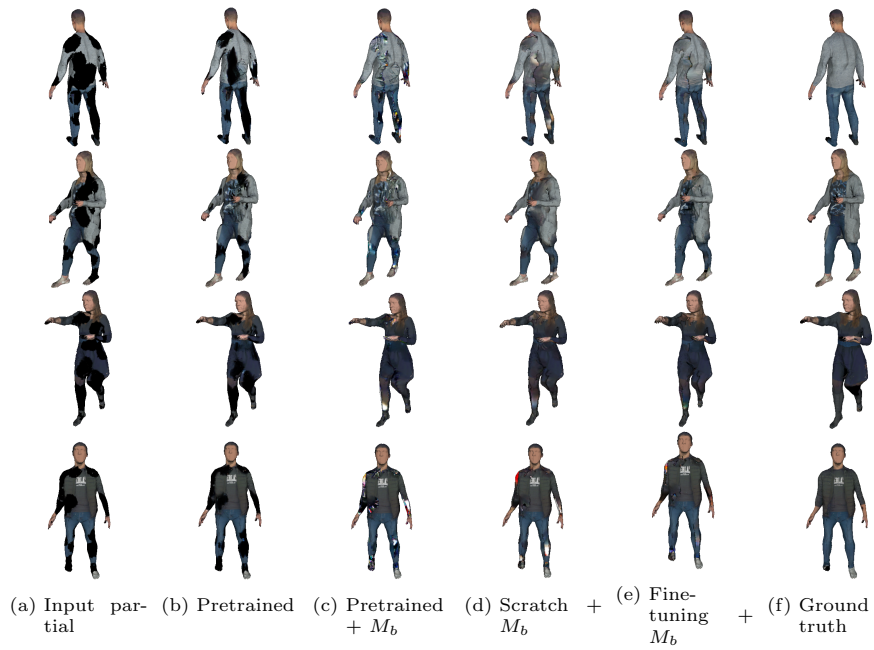 (a) Input par-
tial
(b) Pretrained
(c) Pretrained
+ M_b
(d) Scratch +
M_b
(e) Fine-
tuning +
M_b
(f) Ground
truth